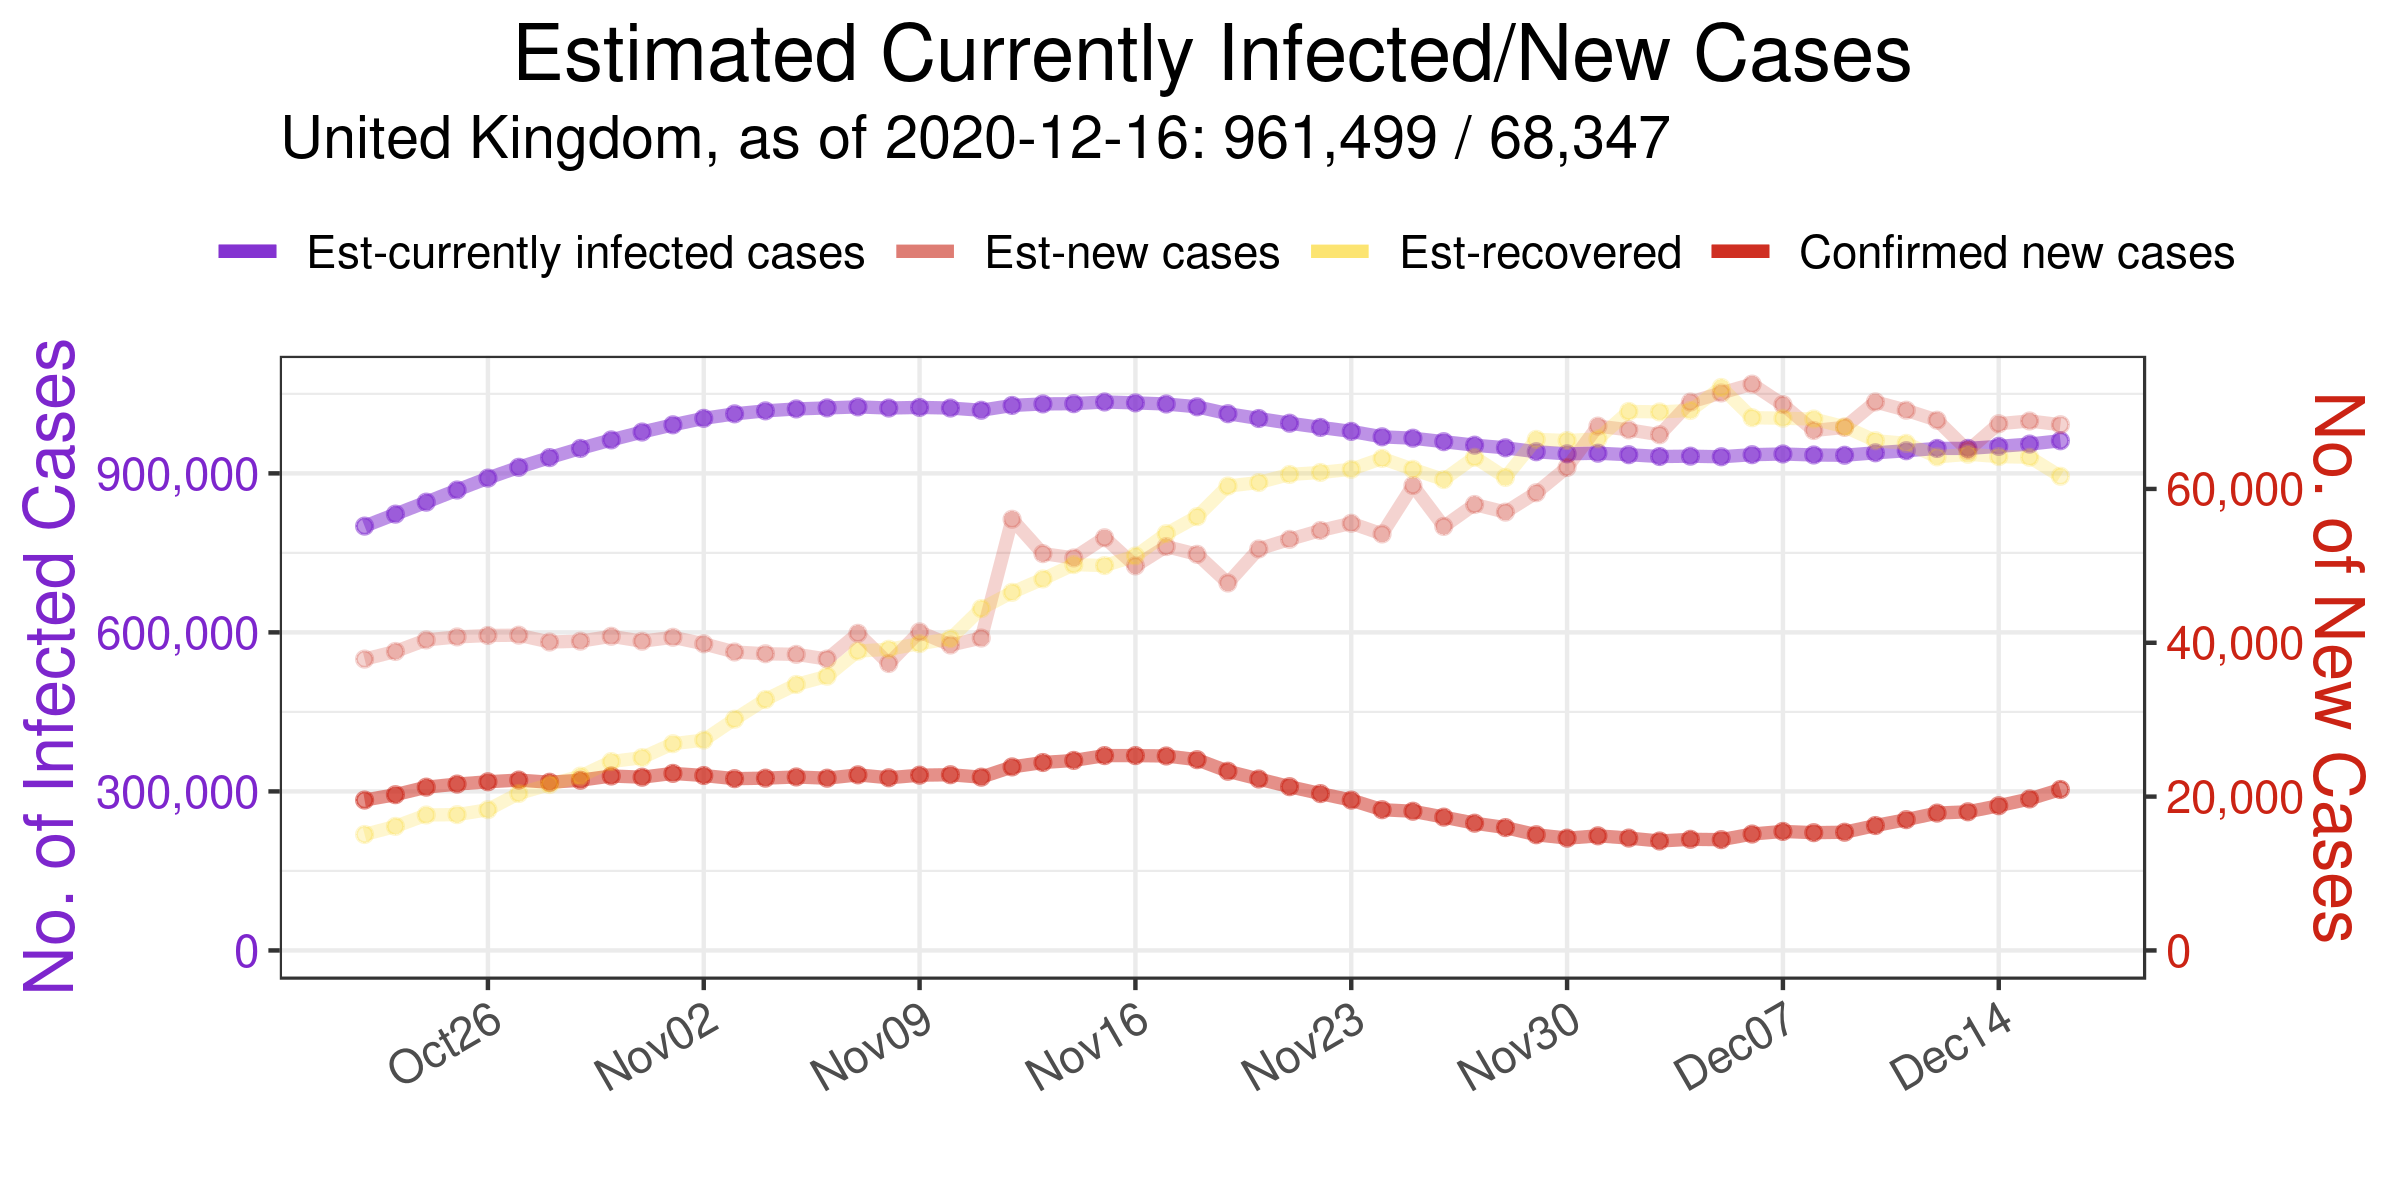 Estimated Currently Infected/New Cases
United Kingdom, as of 2020-12-16: 961,499 / 68,347
Est-currently infected cases Est-new cases Est-recovered Confirmed new cases
No. of Infected Cases
900,000
600,000
300,000
0
60,000
40,000
20,000
0
No. of New Cases
Oct26 Nov02 Nov09 Nov16 Nov23 Nov30 Dec07 Dec14